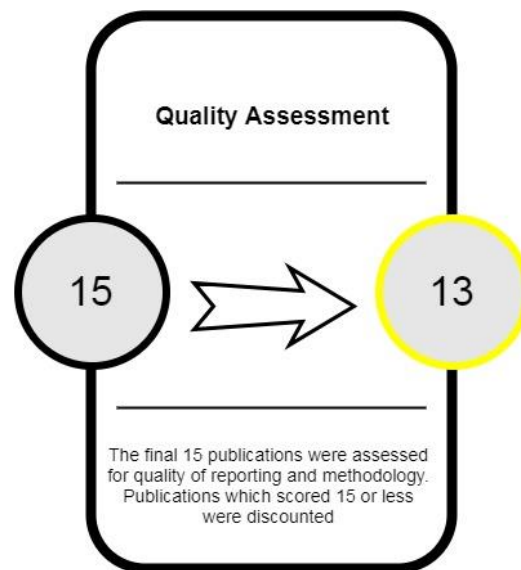 Quality Assessment
15
13
The final 15 publications were assessed
for quality of reporting and methodology.
Publications which scored 15 or less
were discounted